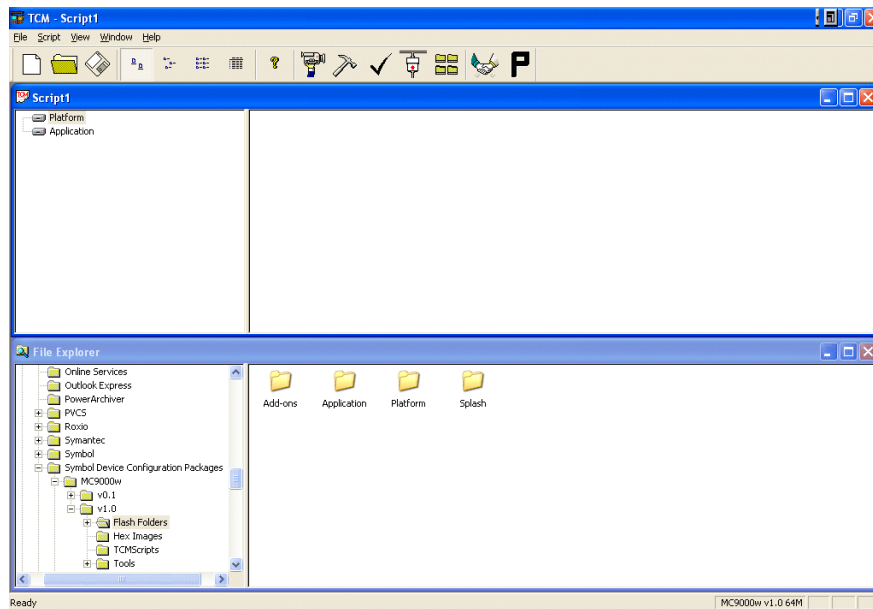 TCM - Script1
File Script View Window Help
Script1
Platform
Application
File Explorer
Online Services
Outlook Express
PowerArchiver
PVCS
Roxio
Symantec
Symbol
Symbol Device Configuration Packages
MC9000w
v0.1
v1.0
Flash Folders
Hex Images
TCMScripts
Tools
Add-ons Application Platform Splash
Ready MC9000w v1.0 64M